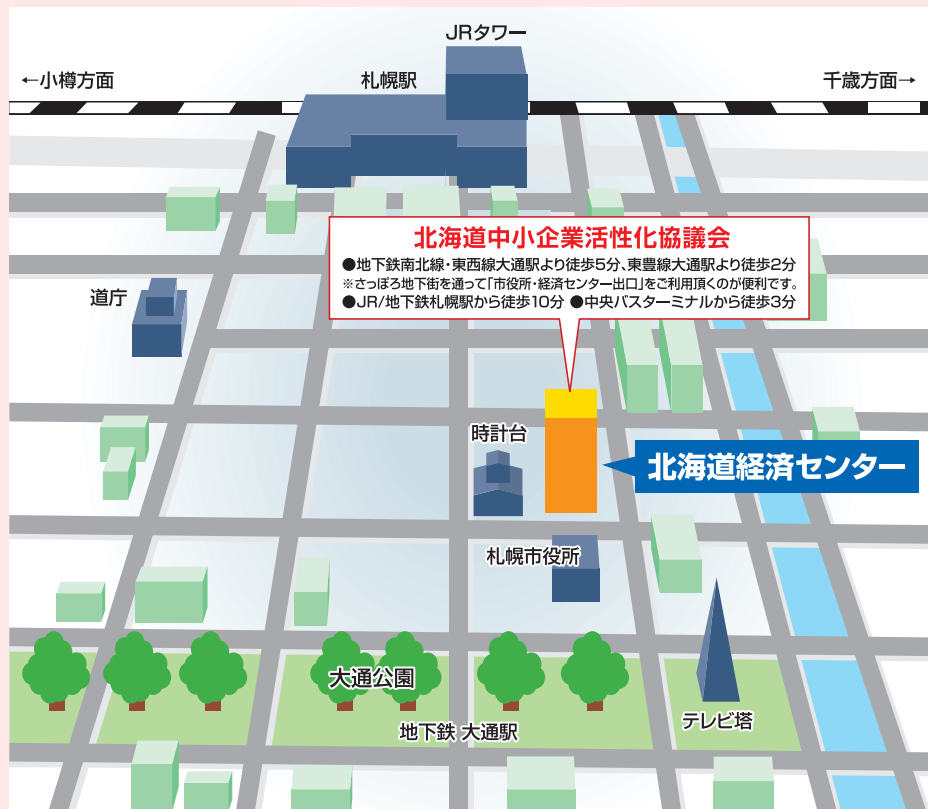 JRタワー
←小樽方面
札幌駅
千歳方面→
北海道中小企業活性化協議会
●地下鉄南北線・東西線大通駅より徒歩5分、東豊線大通駅より徒歩2分
※さっぽろ地下街を通って「市役所・経済センター出口」をご利用頂くのが便利です。
●JR/地下鉄札幌駅から徒歩10分 ●中央バスターミナルから徒歩3分
道庁
時計台
北海道経済センター
札幌市役所
大通公園
テレビ塔
地下鉄 大通駅